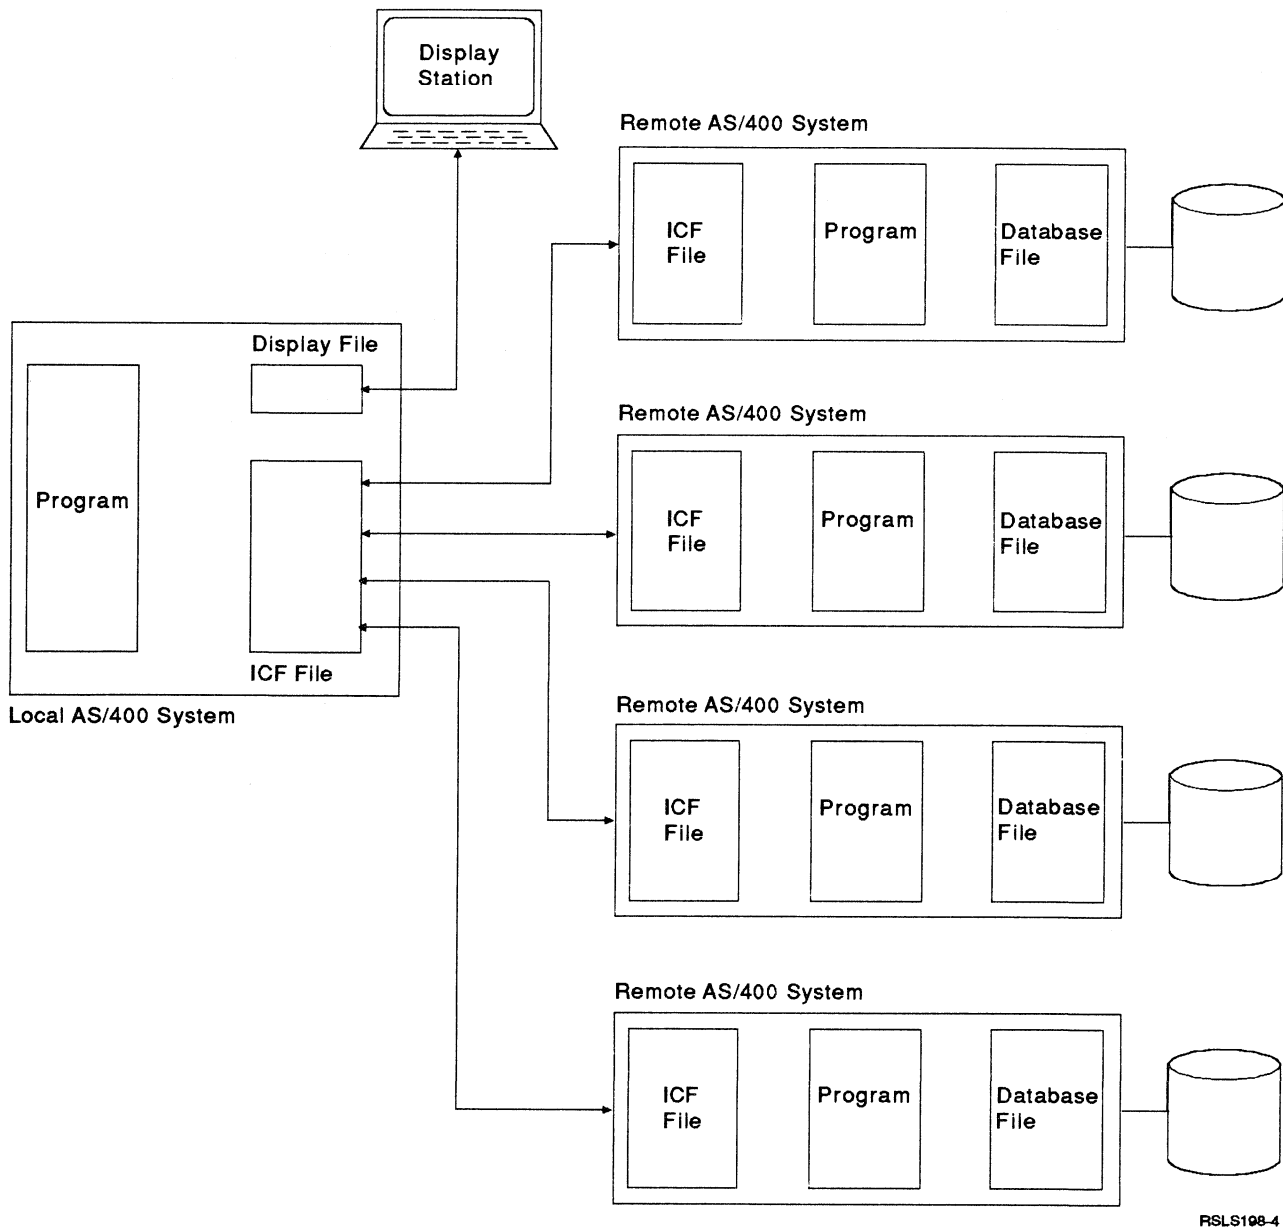 Display
Station
Remote AS/400 System
ICF
File
Program
Database
File
Display File
Program
ICF File
Local AS/400 System
Remote AS/400 System
ICF
File
Program
Database
File
Remote AS/400 System
ICF
File
Program
Database
File
Remote AS/400 System
ICF
File
Program
Database
File
RSLS198-4